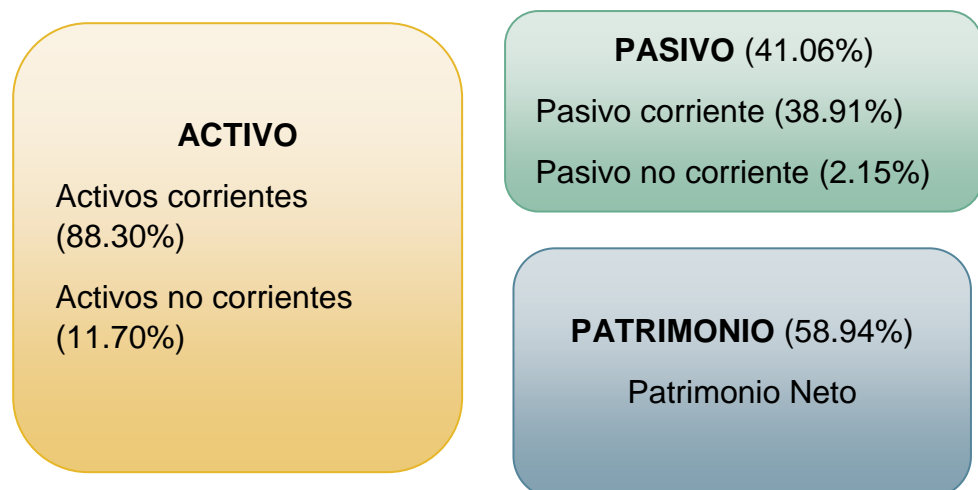 ACTIVO
Activos corrientes
(88.30%)
Activos no corrientes
(11.70%)
PASIVO (41.06%)
Pasivo corriente (38.91%)
Pasivo no corriente (2.15%)
PATRIMONIO (58.94%)
Patrimonio Neto